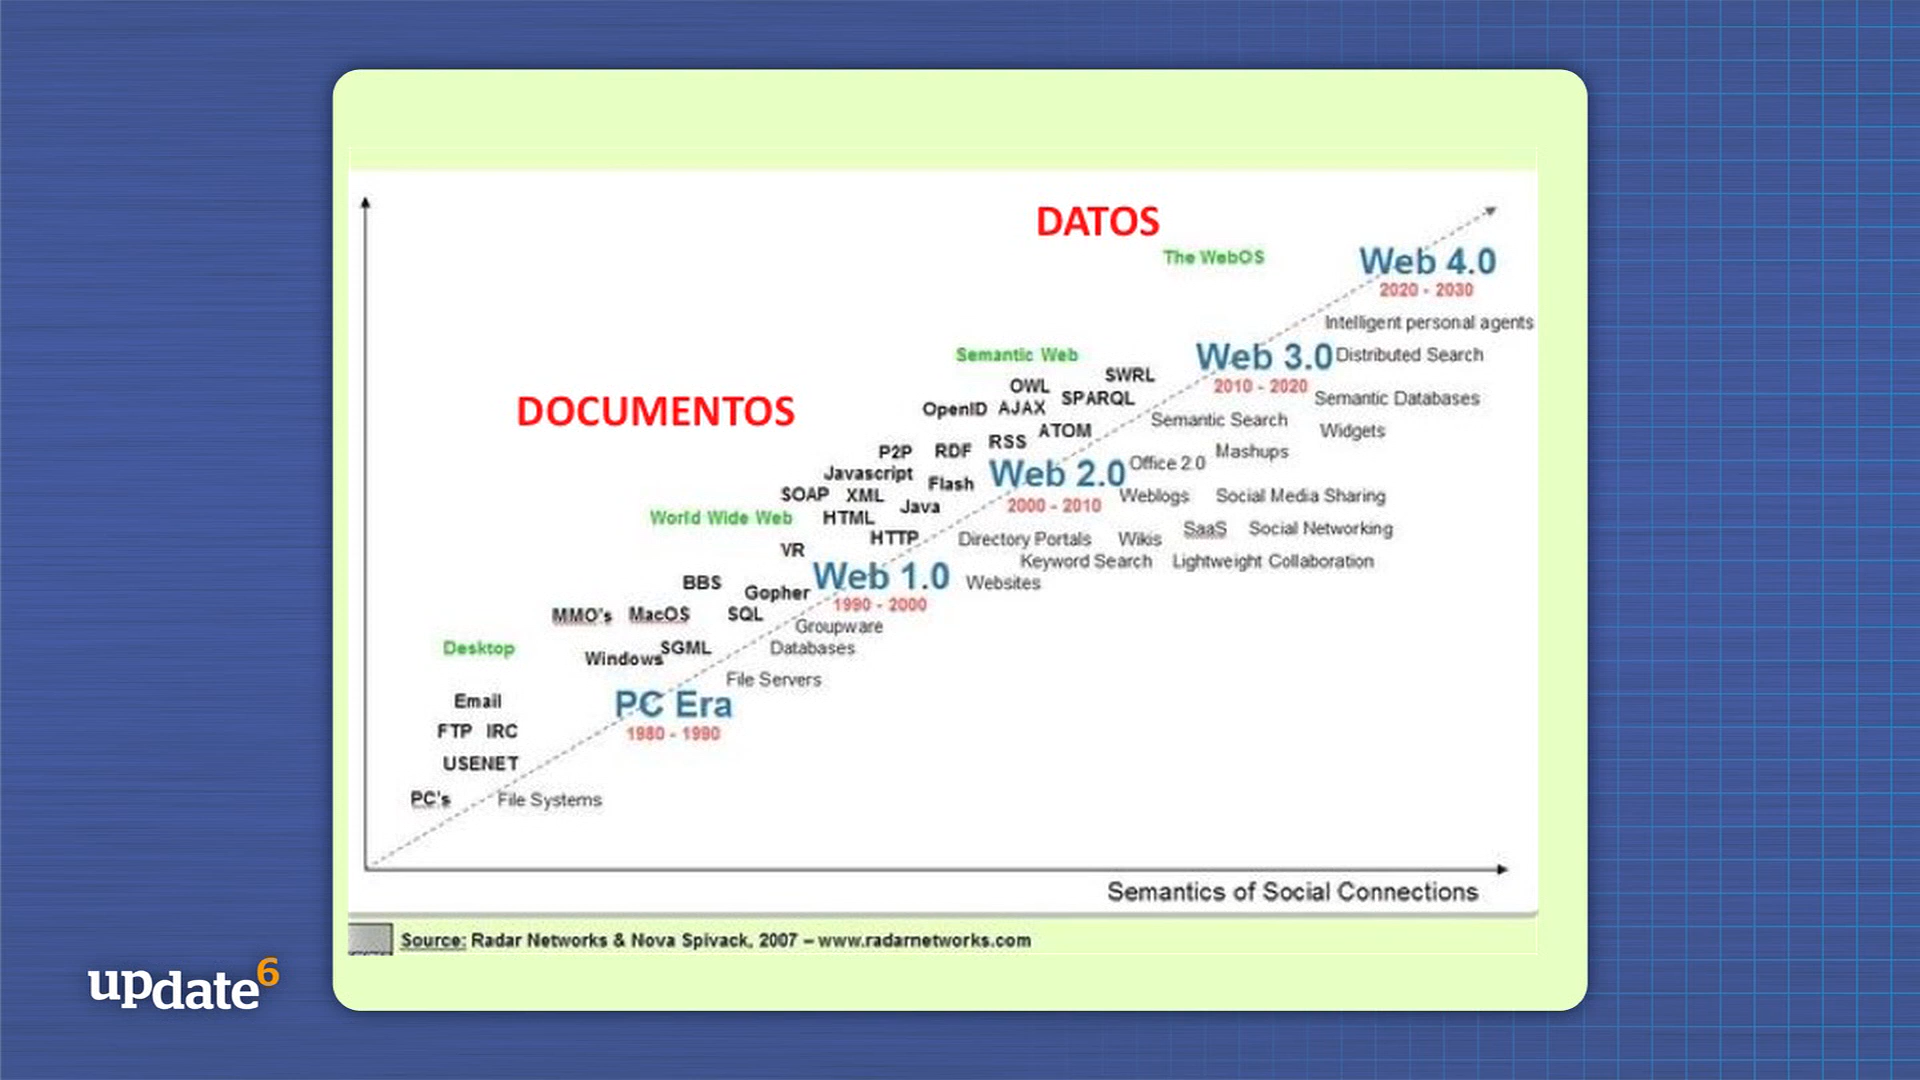 DATOS
The WebOS
Web 4.0
2020 - 2030
Intelligent personal agents
Semantic Web
Web 3.0 Distributed Search
SWRL
OWL
2010 - 2020
SPARQL
Semantic Databases
DOCUMENTOS
OpenID AJAX
Semantic Search
ATOM
Widgets
RSS
P2P RDF
Mashups
Office 2.0
Javascript
Web 2.0
Flash
SOAP XML
Weblogs Social Media Sharing
2000 - 2010
Java
World Wide Web
HTML
SaaS Social Networking
HTTP
Directory Portals Wikis
VR
Keyword Search Lightweight Collaboration
Web 1.0
BBS
Websites
Gopher
1990 - 2000
MMO's MacOS SQL
Groupware
Desktop
SGML
Databases
Windows
File Servers
Email
PC Era
FTP IRC
1980 - 1990
USENET
PC's File Systems
Semantics of Social Connections
Source: Radar Networks & Nova Spivack, 2007 – www.radarnetworks.com
update6